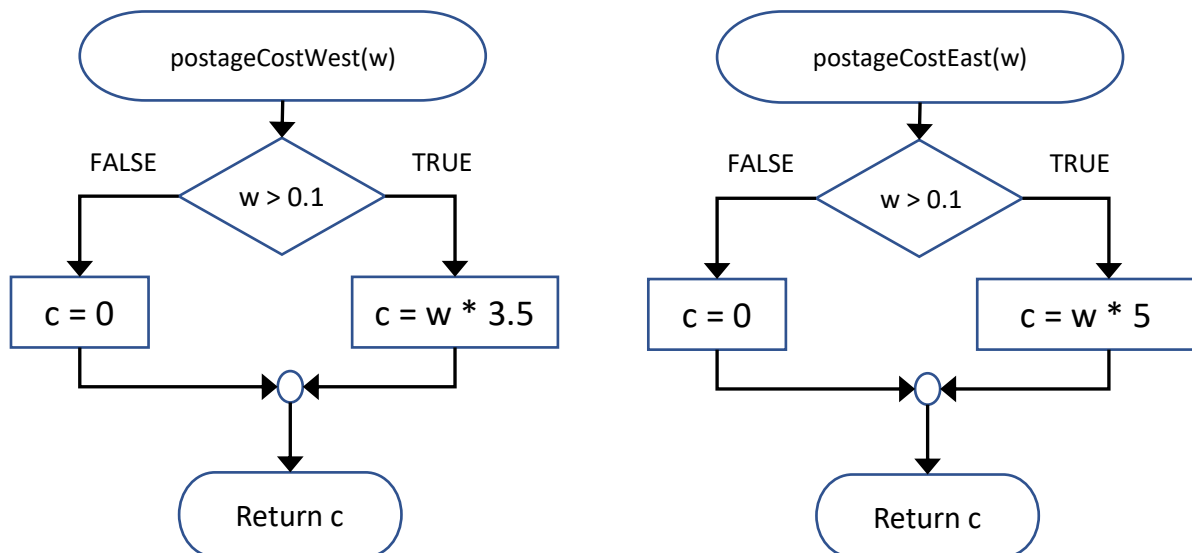 postageCostWest(w)
FALSE
TRUE
w > 0.1
c = 0
c = w * 3.5
Return c
postageCostEast(w)
FALSE
TRUE
w > 0.1
c = 0
c = w * 5
Return c